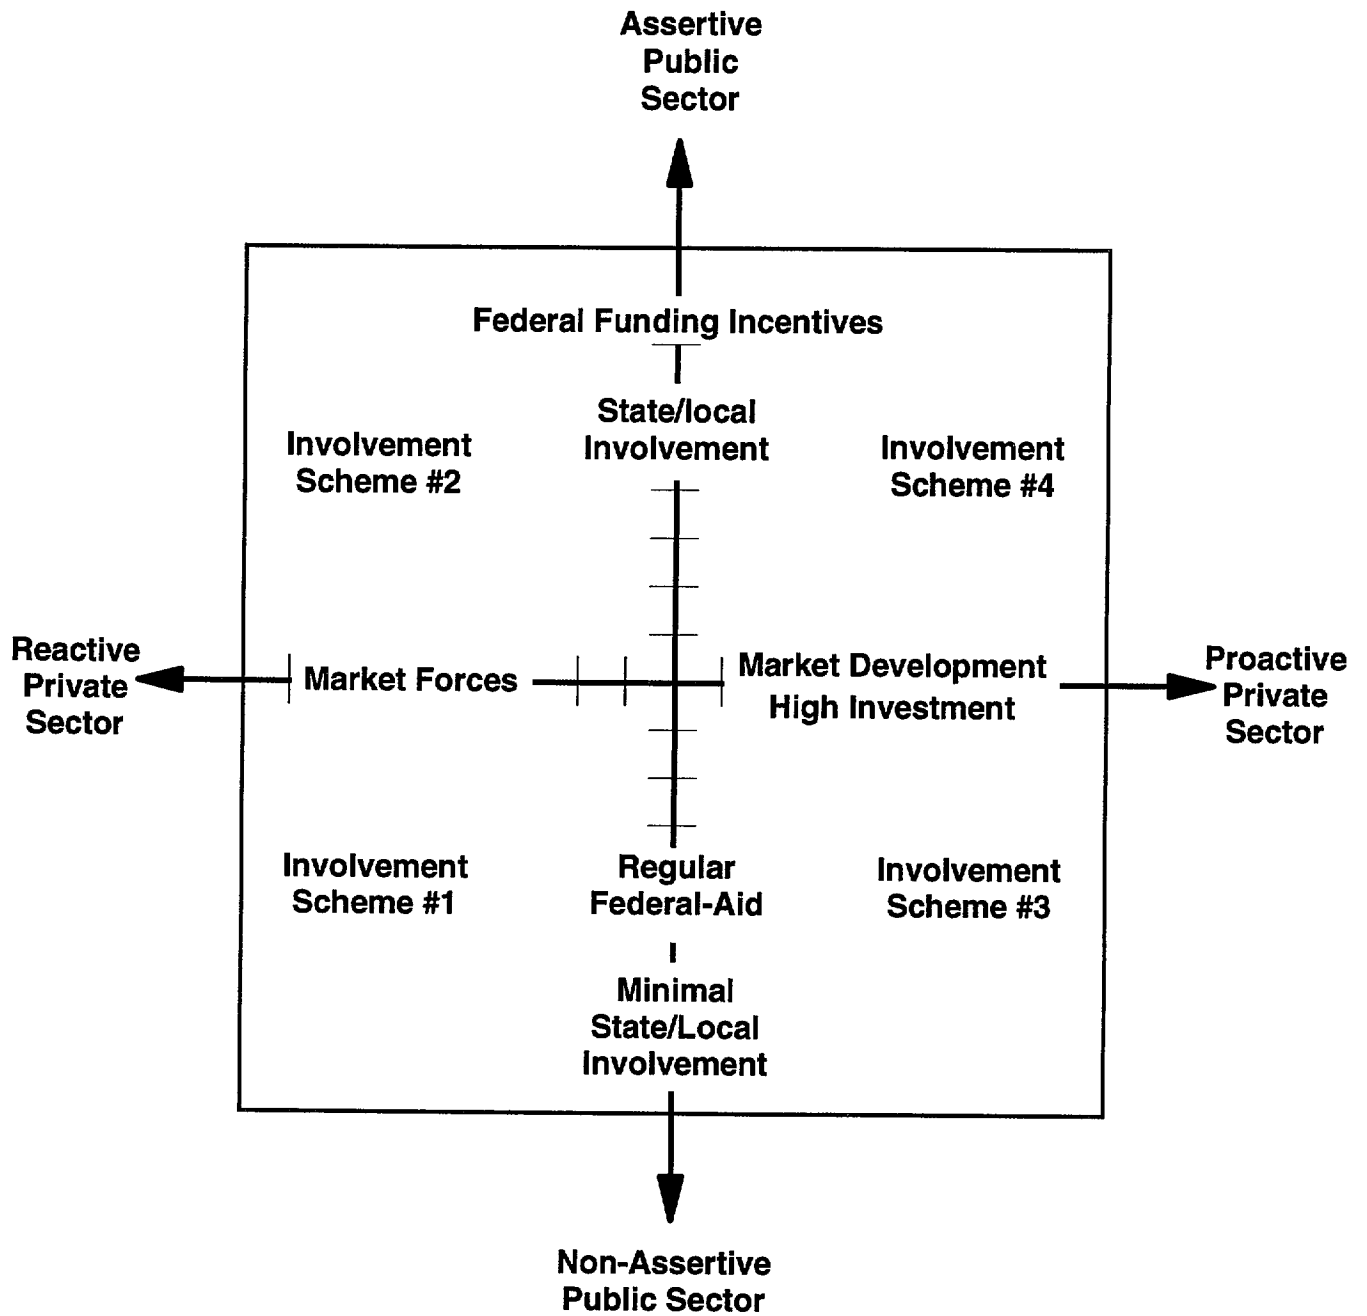 Assertive
Public
Sector
Federal Funding Incentives
State/local
Involvement
Involvement
Scheme #2
Involvement
Scheme #4
Reactive
Private
Sector
Market Forces
Market Development
High Investment
Proactive
Private
Sector
Involvement
Scheme #1
Regular
Federal-Aid
Involvement
Scheme #3
Minimal
State/Local
Involvement
Non-Assertive
Public Sector